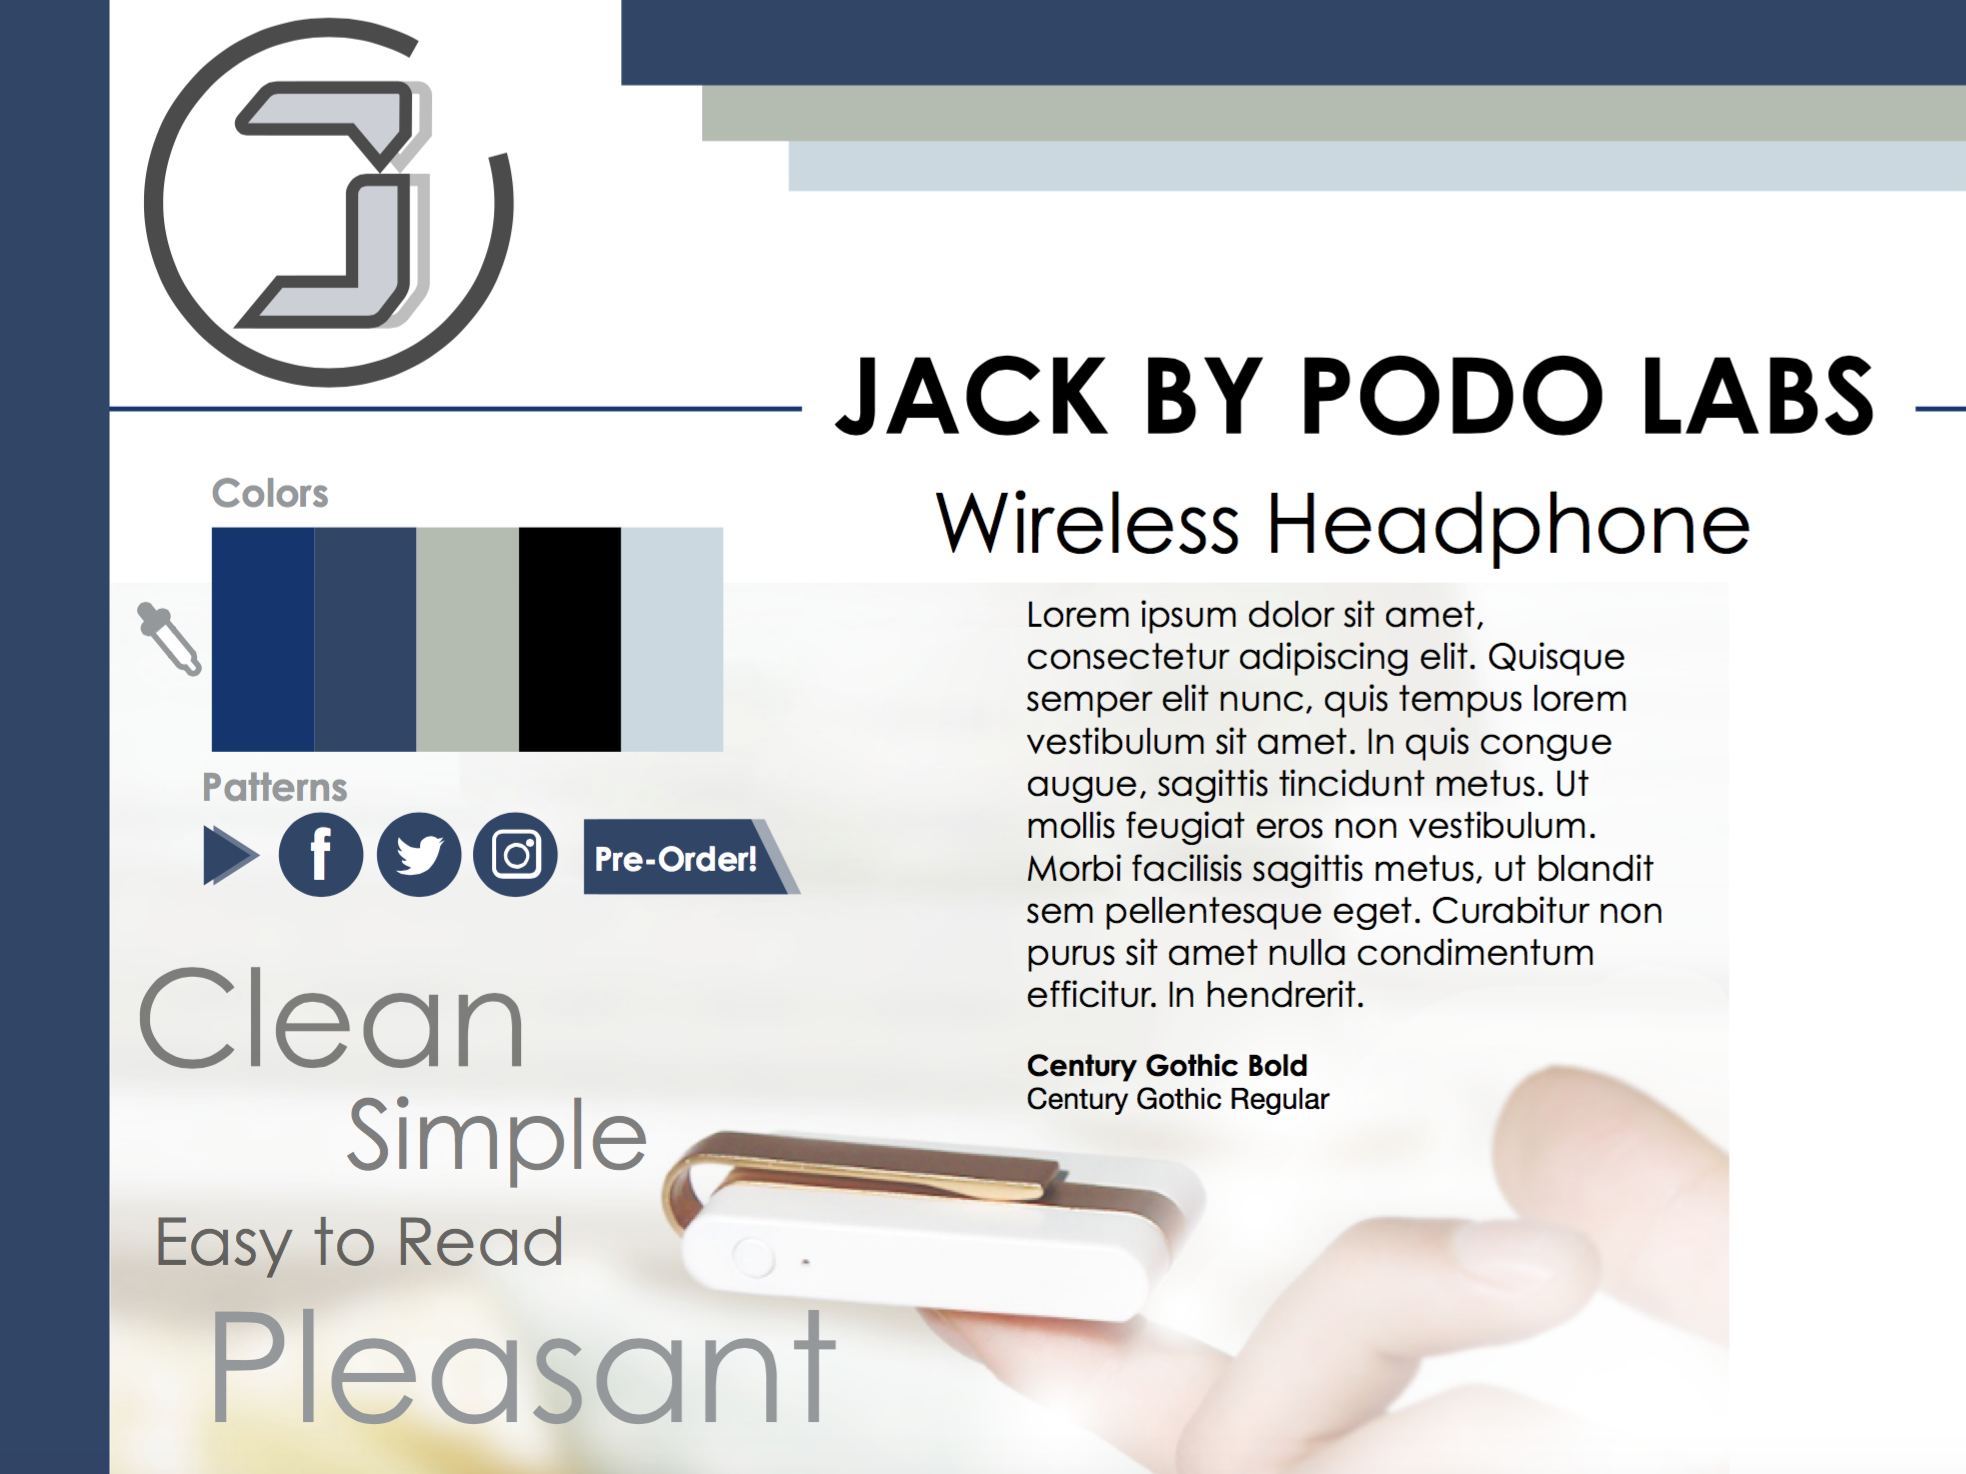 JACK BY PODO LABS
Wireless Headphone
Colors
Patterns
Pre-Order!
Clean
Simple
Easy to Read
Pleasant
Lorem ipsum dolor sit amet,
consectetur adipiscing elit. Quisque
semper elit nunc, quis tempus lorem
vestibulum sit amet. In quis congue
augue, sagittis tincidunt metus. Ut
mollis feugiat eros non vestibulum.
Morbi facilisis sagittis metus, ut blandit
sem pellentesque eget. Curabitur non
purus sit amet nulla condimentum
efficitur. In hendrerit.
Century Gothic Bold
Century Gothic Regular